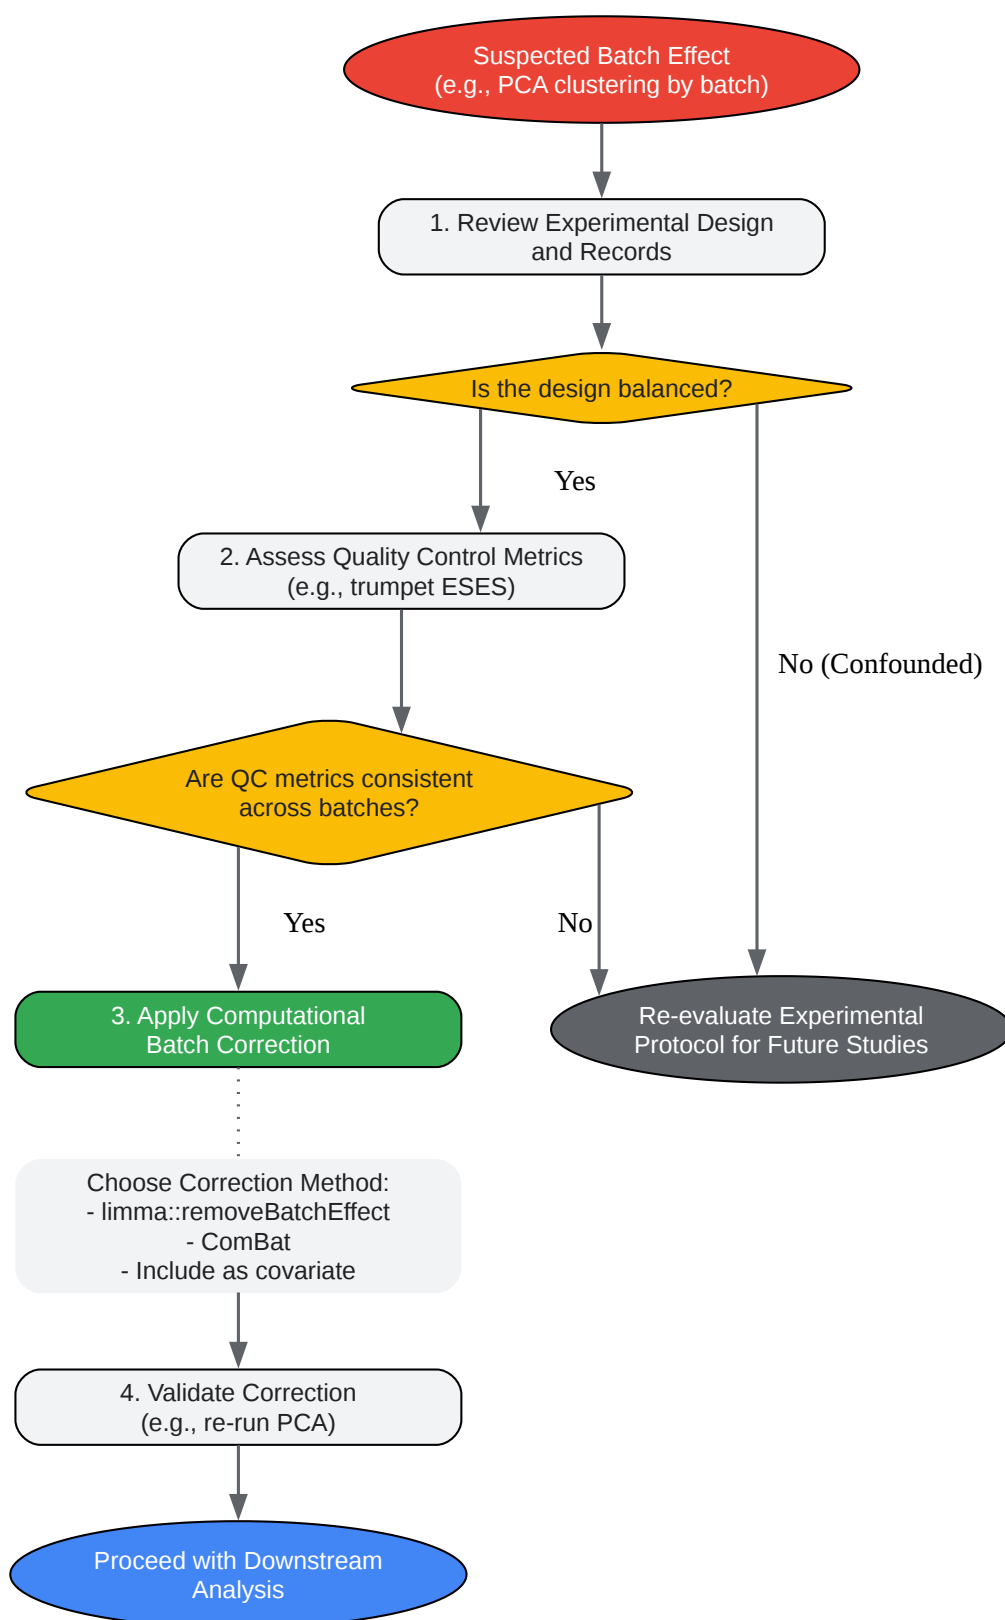 Suspected Batch Effect
(e.g., PCA clustering by batch)
1. Review Experimental Design
and Records
Is the design balanced?
Yes
2. Assess Quality Control Metrics
(e.g., trumpet ESES)
No (Confounded)
Are QC metrics consistent
across batches?
Yes
No
3. Apply Computational
Batch Correction
Re-evaluate Experimental
Protocol for Future Studies
Choose Correction Method:
- limma::removeBatchEffect
- ComBat
- Include as covariate
4. Validate Correction
(e.g., re-run PCA)
Proceed with Downstream
Analysis